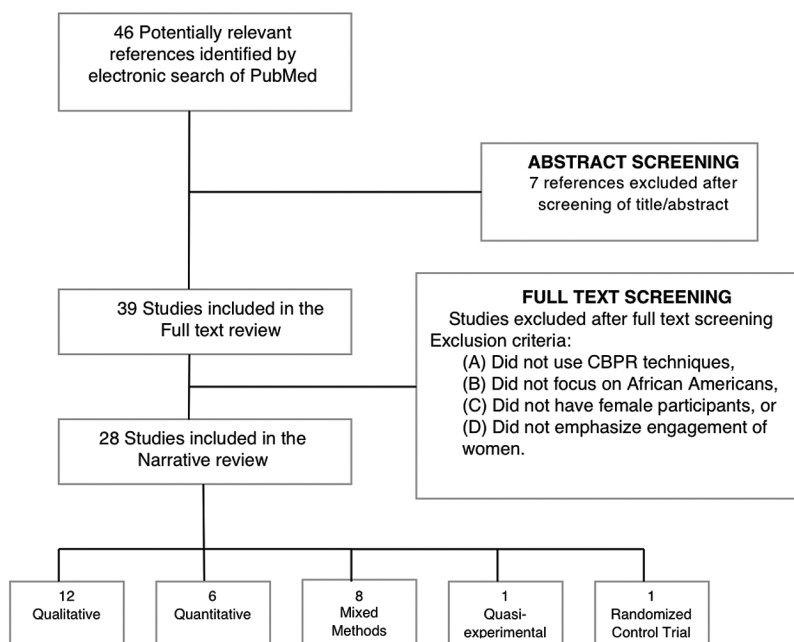 46 Potentially relevant
references identified by
electronic search of PubMed
ABSTRACT SCREENING
7 references excluded after
screening of title/abstract
39 Studies included in the
Full text review
FULL TEXT SCREENING
Studies excluded after full text screening
Exclusion criteria:
(A) Did not use CBPR techniques,
(B) Did not focus on African Americans,
(C) Did not have female participants, or
(D) Did not emphasize engagement of
women.
28 Studies included in the
Narrative review
12
Qualitative
6
Quantitative
8
Mixed
Methods
1
Quasi-
experimental
1
Randomized
Control Trial